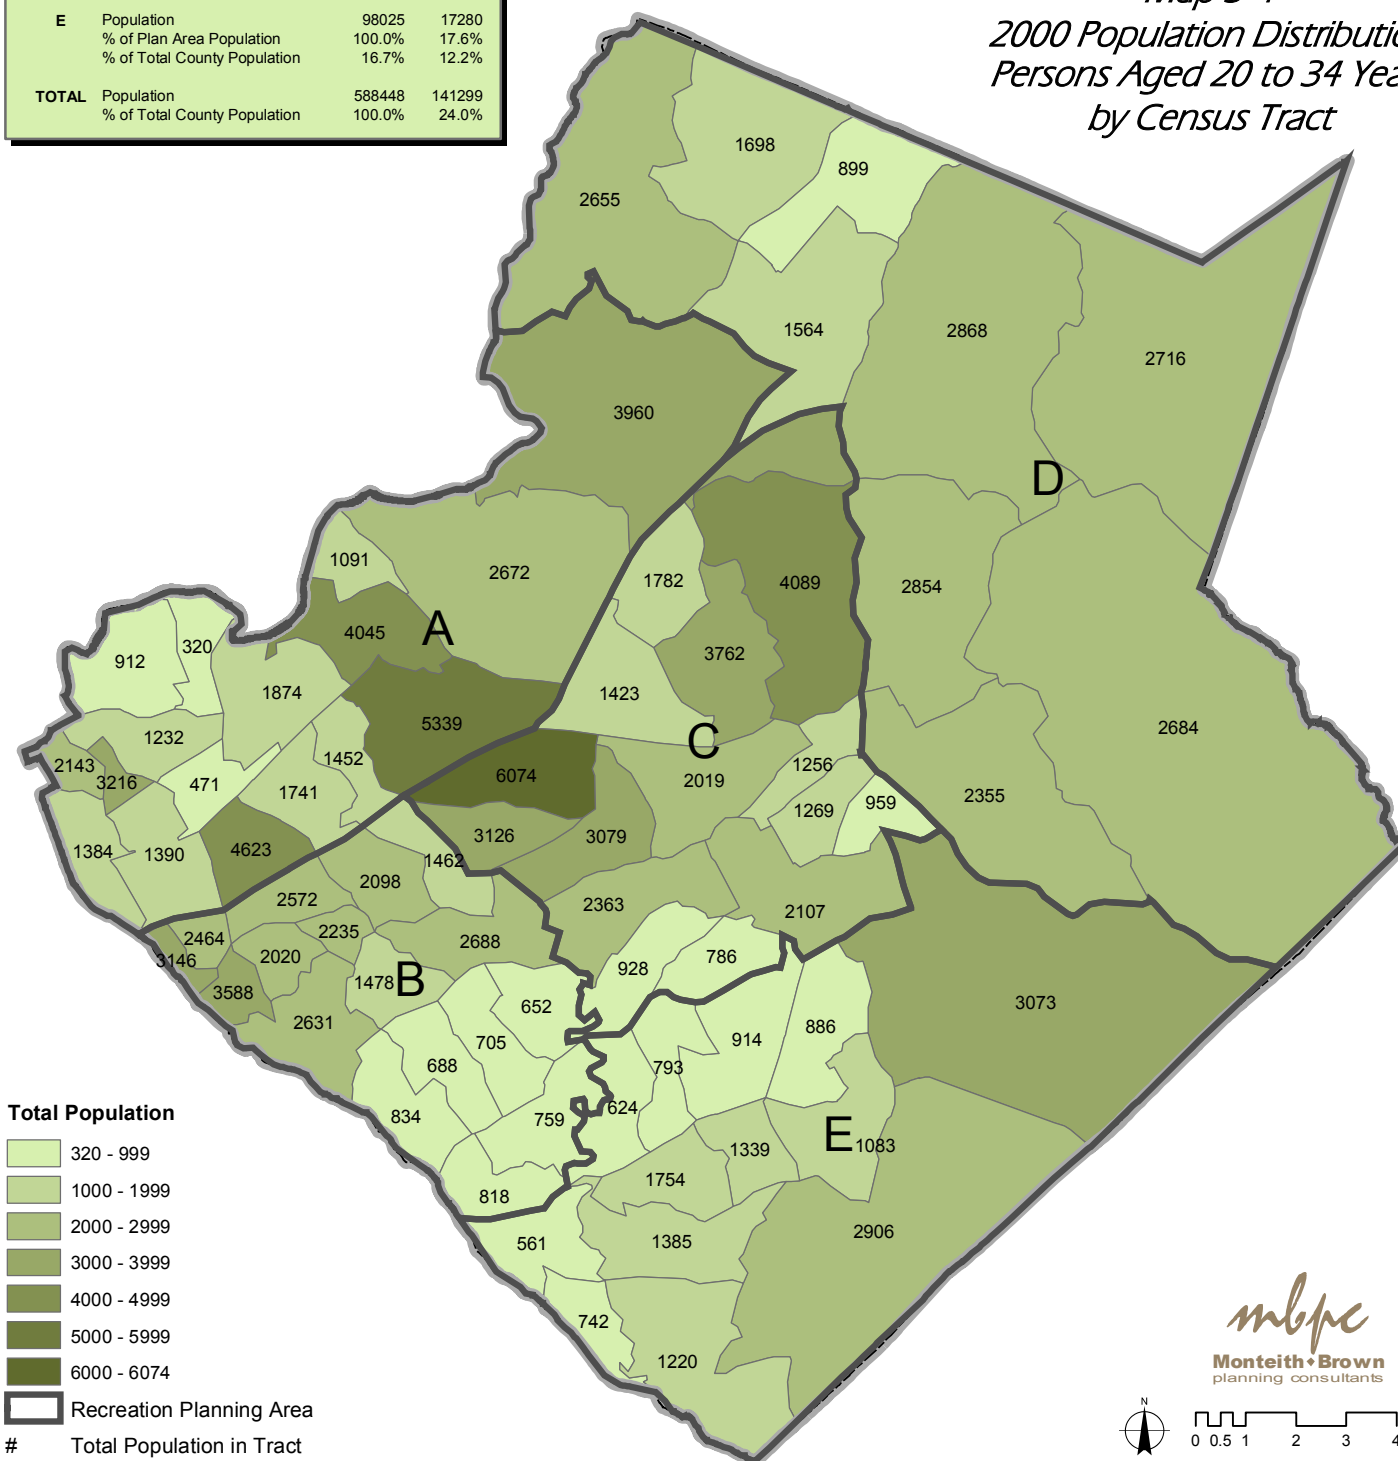 E Population 98025 17280
% of Plan Area Population 100.0% 17.6%
% of Total County Population 16.7% 12.2%
TOTAL Population 588448 141299
% of Total County Population 100.0% 24.0%
2000 Population Distributi
Persons Aged 20 to 34 Yea
by Census Tract
1698
899
2655
1564
2868
2716
3960
D
1091
2672
1782
4089
2854
4045
A
320
912
3762
1874
1423
5339
2684
1232
C
1452
2143
3216
471
1741
6074
2019
1256
2355
1269
959
3126
3079
1384
1390
4623
1462
2098
2572
2363
2107
2464
2235
2688
3146
2020
786
928
1478
B
3588
652
3073
2631
705
914
886
688
793
834
759
624
1339
E
1083
1754
818
561
1385
2906
742
1220
Total Population
320 - 999
1000 - 1999
2000 - 2999
3000 - 3999
4000 - 4999
5000 - 5999
6000 - 6074
Recreation Planning Area
# Total Population in Tract
mbpc
Monteith♦Brown
planning consultants
N
0 0.5 1 2 3 4